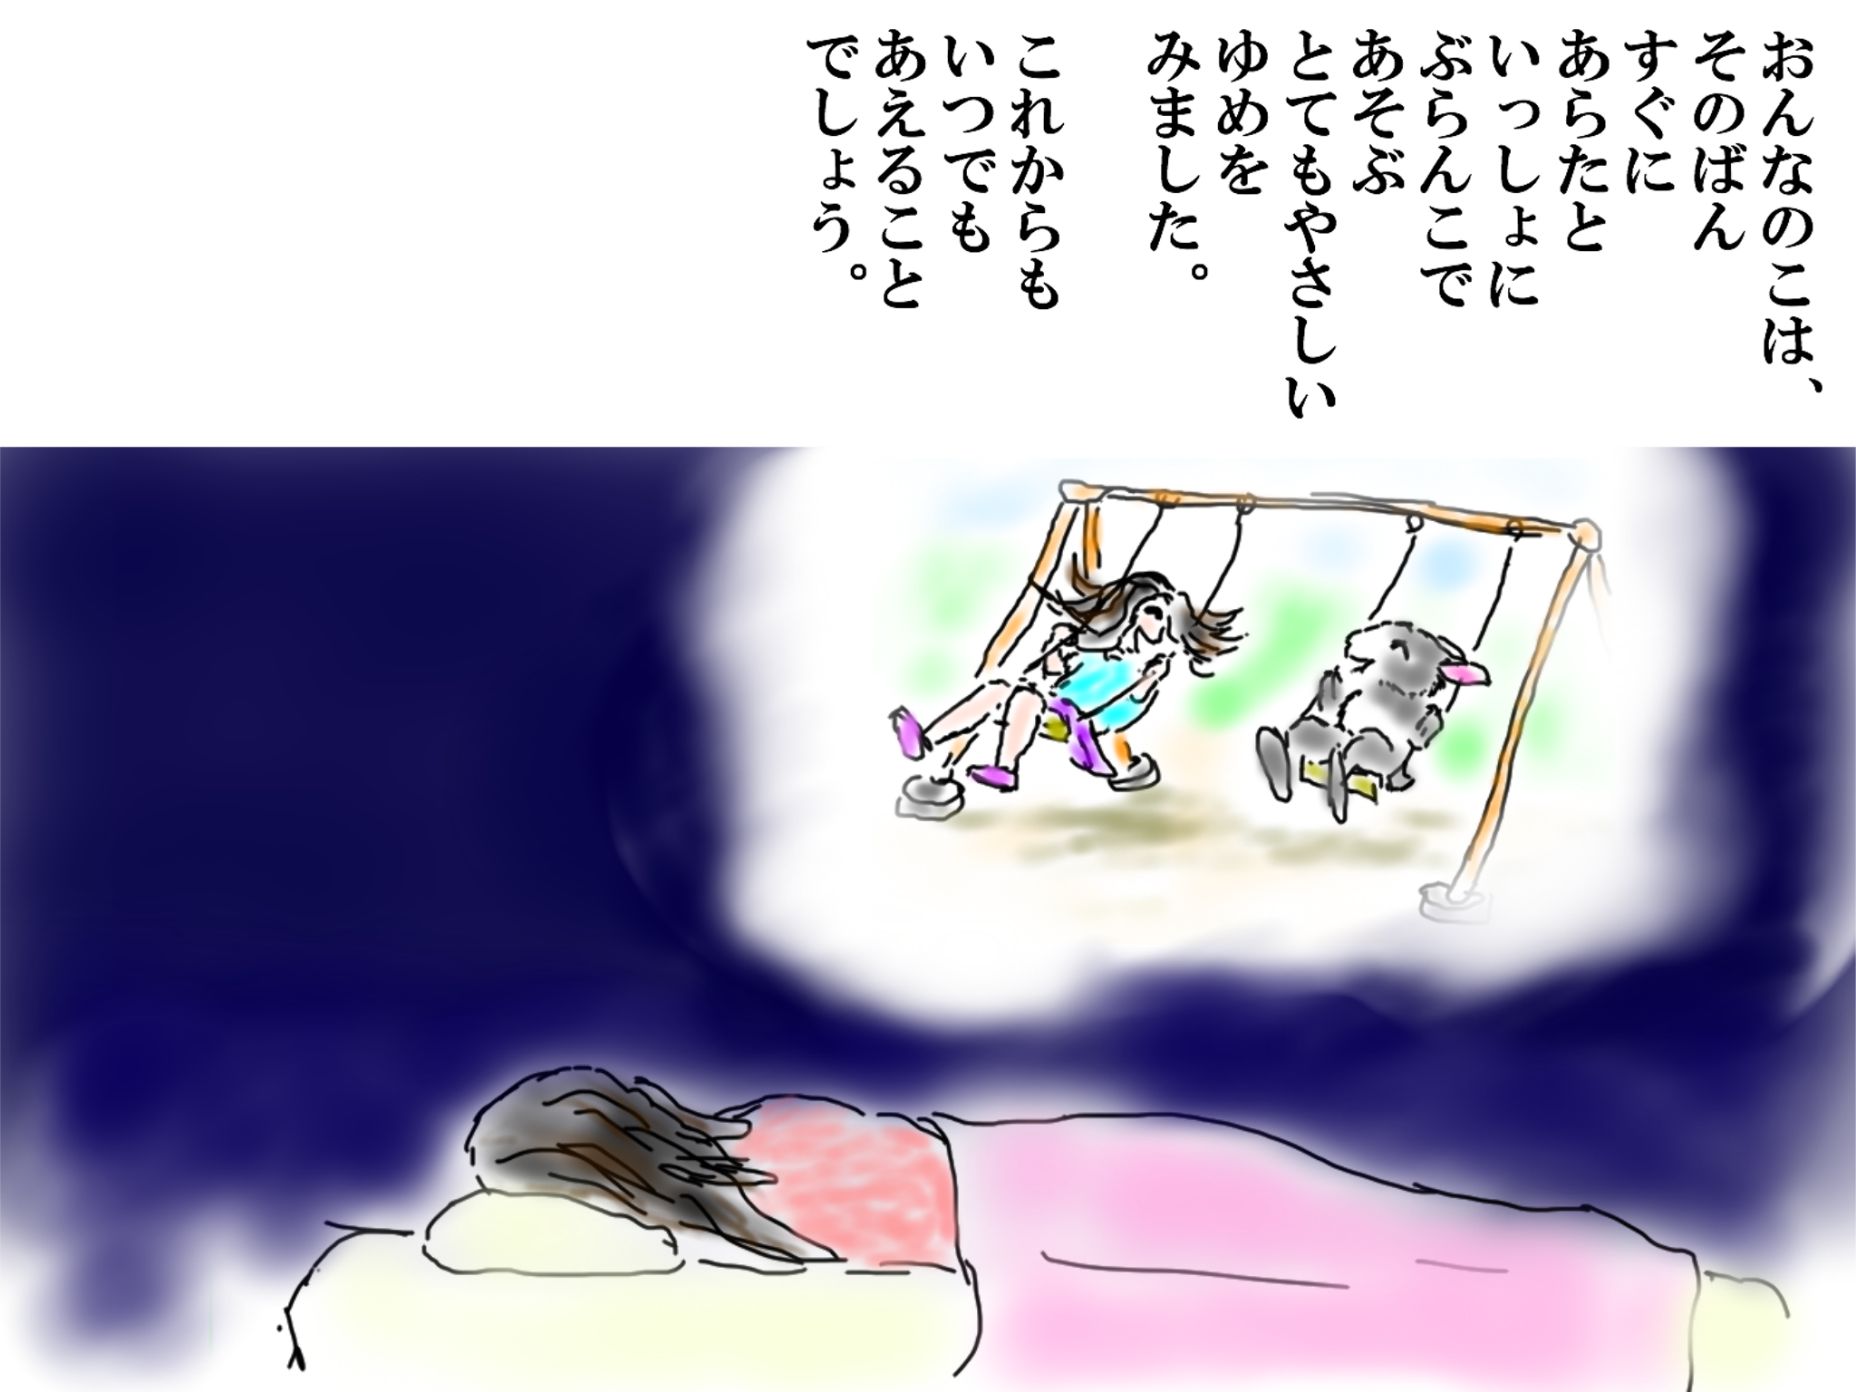 おんなのこは、
そのばん
すぐに
あらたと
いっしょに
ぶらんこで
あそぶ
とてもやさしい
ゆめを
みました。
これからも
いつでも
あえること
でしょう。